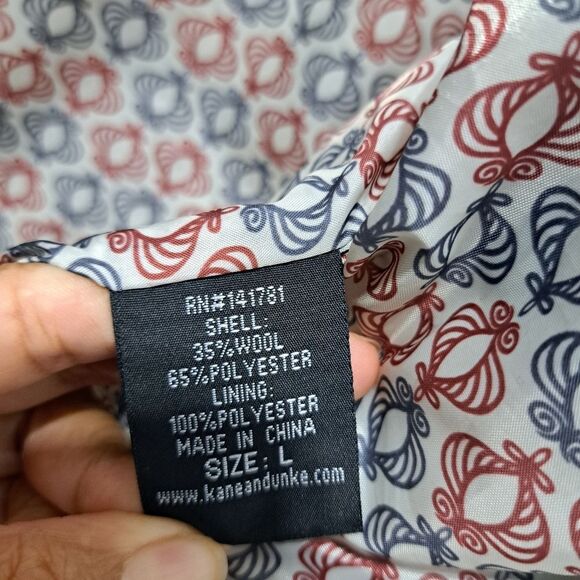 RN#141781
SHELL:
35%WOOL
65%POLYESTER
LINING:
100%POLYESTER
MADE IN CHINA
SIZE: L
www.kaneandunke.com